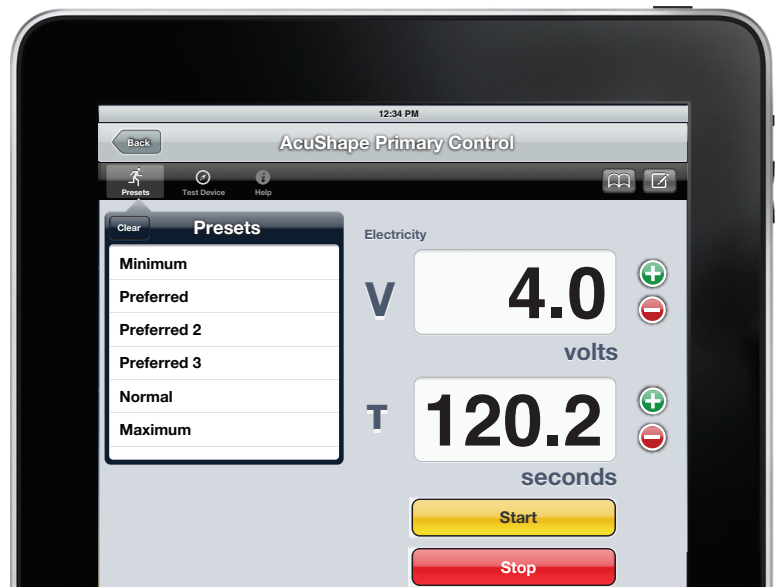 12:34 PM
Back
AcuShape Primary Control
Presets
Test Device
Help
Clear
Presets
Minimum
Preferred
Preferred 2
Preferred 3
Normal
Maximum
Electricity
V
4.0
volts
T
120.2
seconds
Start
Stop